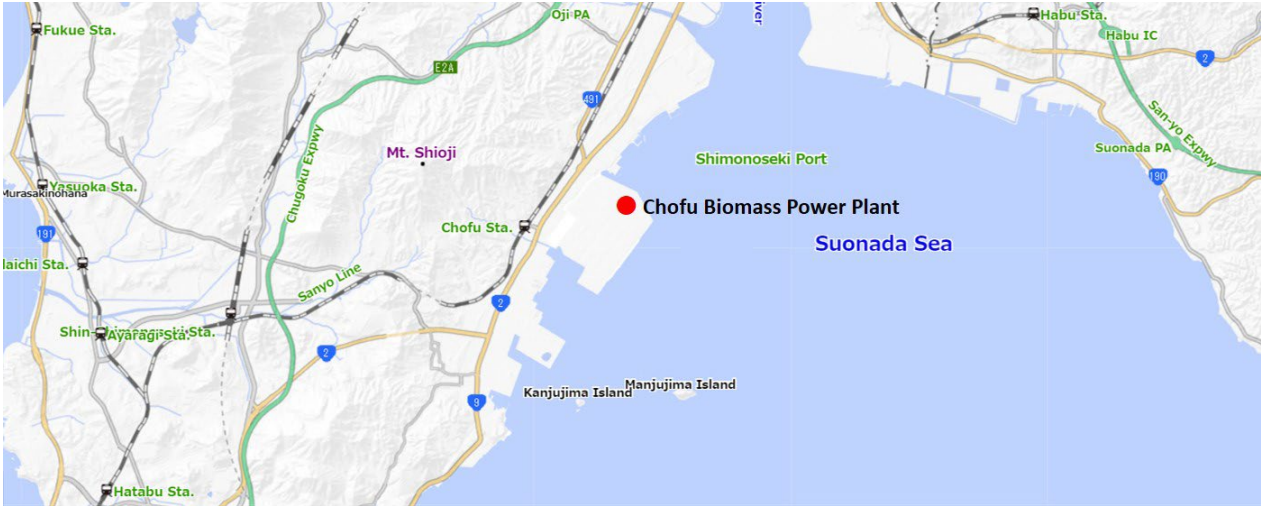 Oji PA
River
Habu Sta.
Fukue Sta.
Habu IC
2
E2A
491
San-yo Expwy
Chugoku Expwy
Mt. Shioji
Shimonoseki Port
Suonada PA
190
Yasuoka Sta.
Murasakinohana
Chofu Biomass Power Plant
Chofu Sta.
191
Suonada Sea
Sanyo Line
2
Ayaragi Sta.
2
Kanjujima Island
Manjujima Island
9
Hatabu Sta.